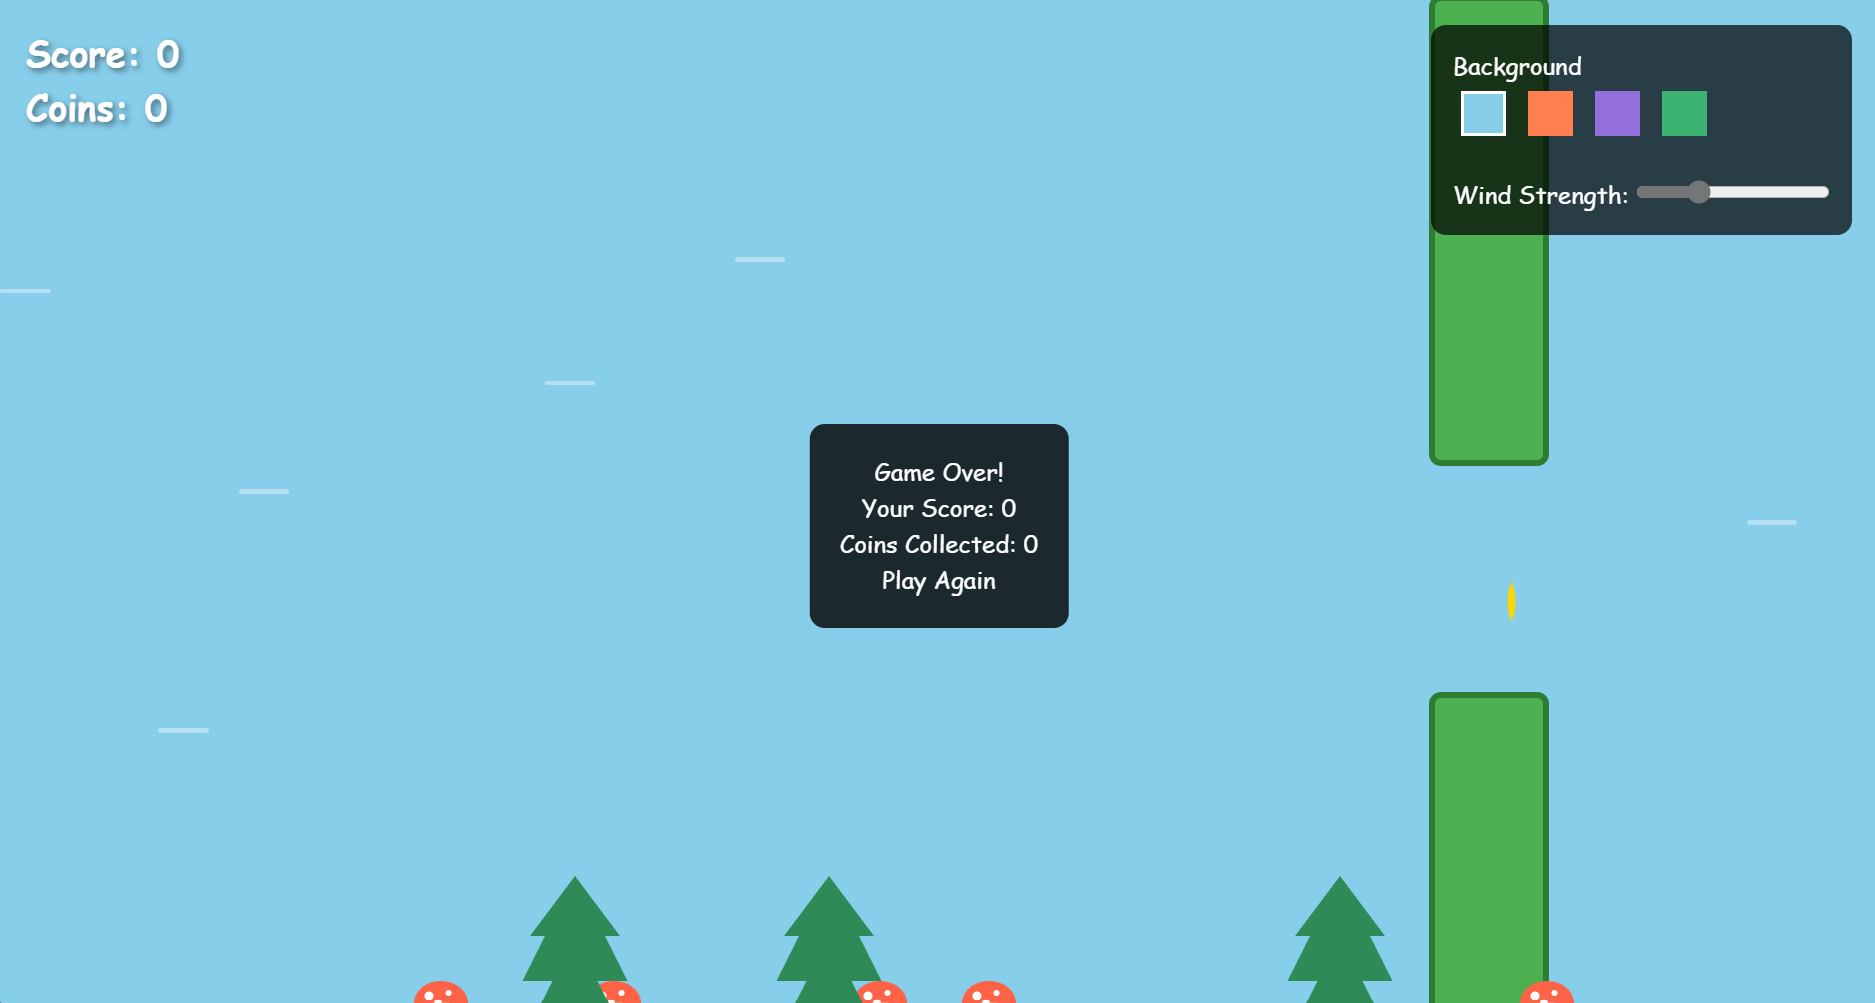 Score: 0
Coins: 0
Background
Wind Strength:
Game Over!
Your Score: 0
Coins Collected: 0
Play Again